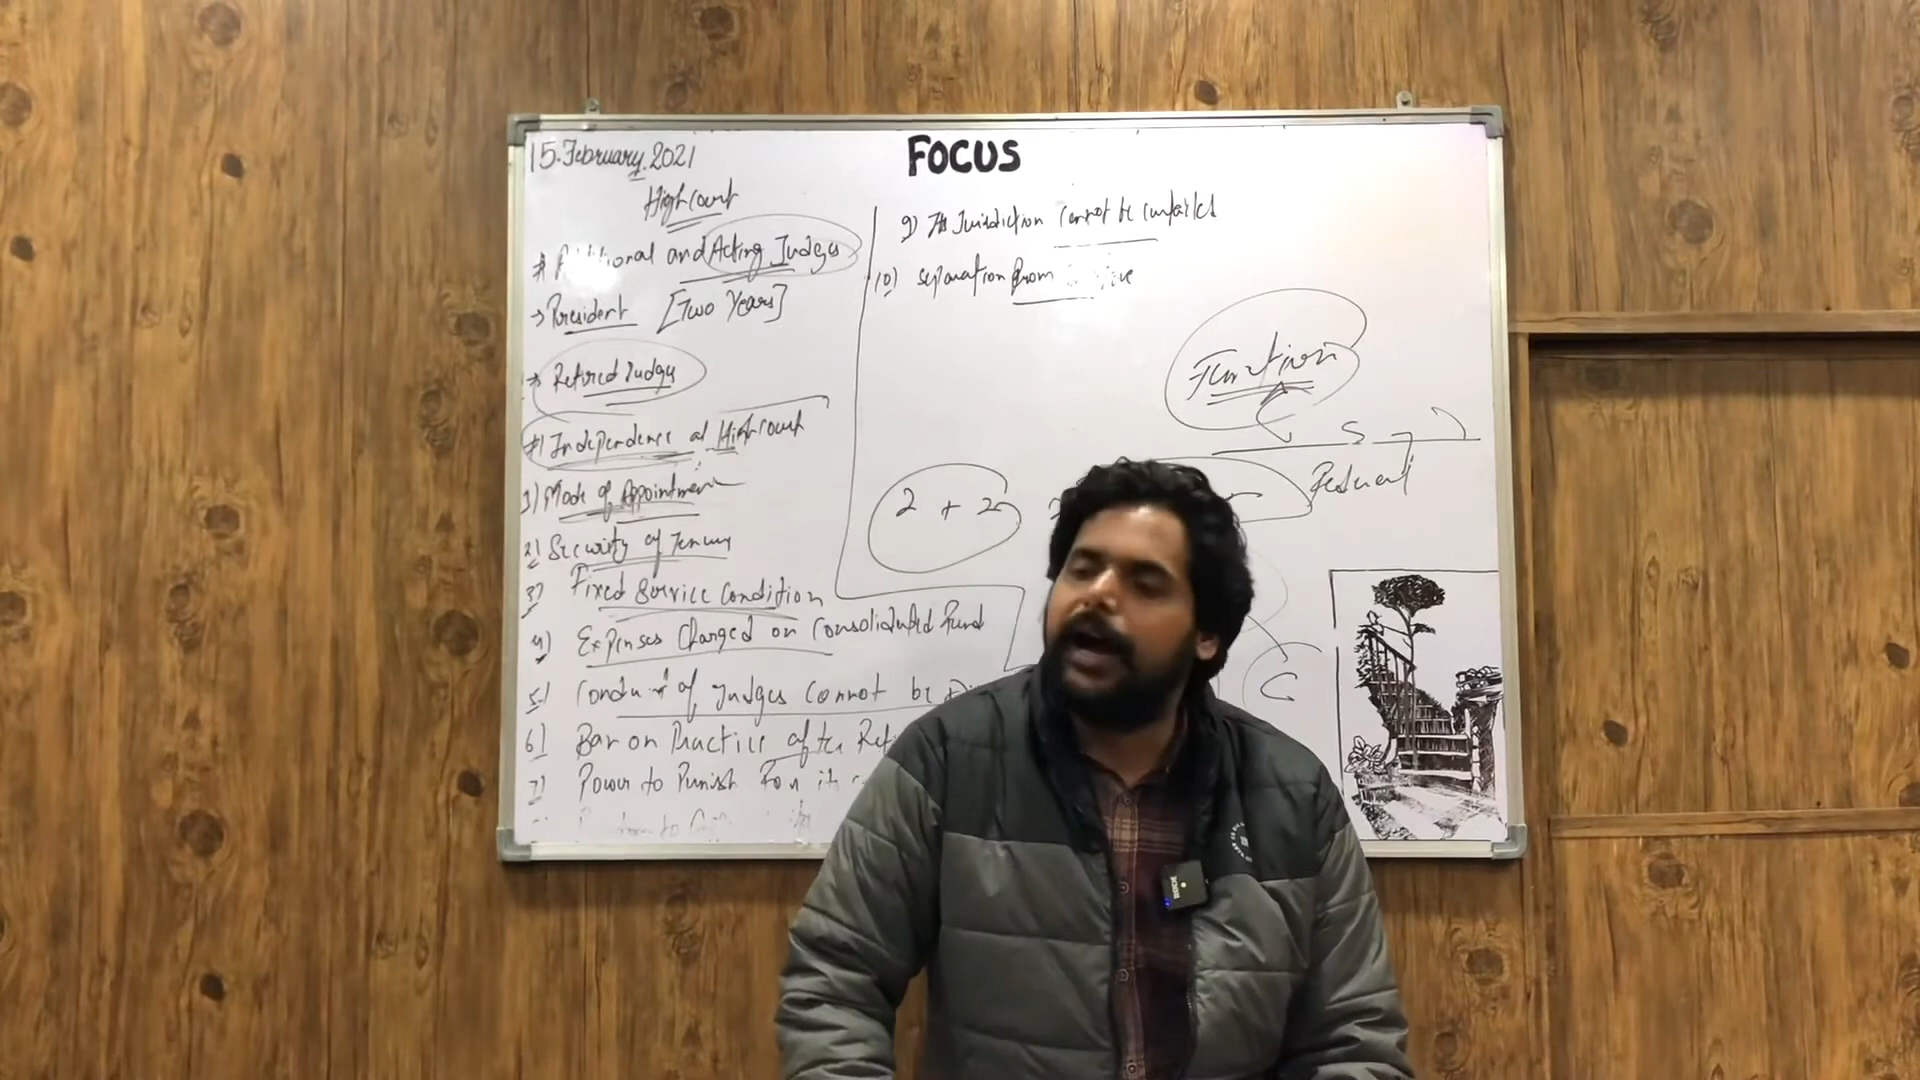 15.February.2021
FOCUS
High court
# Additional and Acting Judges
→ President [Two Years]
→ Retired Judges
# Independence of High court
1) Mode of Appointment
2) Security of Tenure
3) Fixed Service Condition
4) Expenses Charged on Consolidated Fund
5) Conduct of Judges Cannot be
6) Bar on Practice after
7) Power to Punish For its
9) Its Jurisdiction Cannot be Curtailed
10) Separation From
Function
S
Federal
2 + 2
C